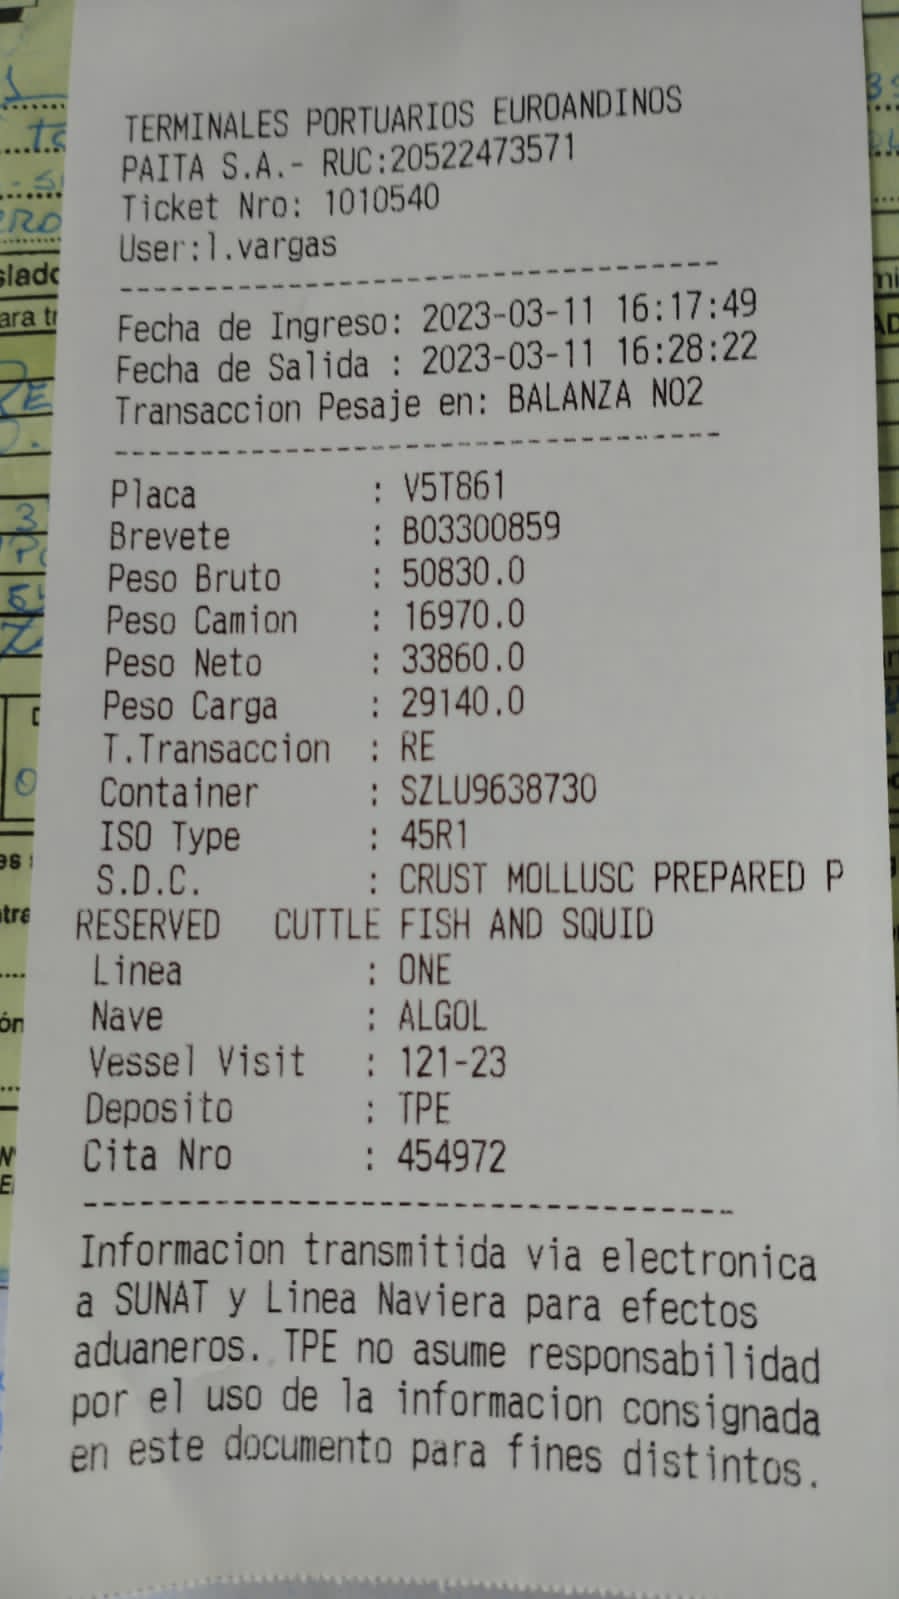 TERMINALES PORTUARIOS EUROANDINOS
PAITA S.A.- RUC:20522473571
Ticket Nro: 1010540
User:l.vargas
------------------------------------
Fecha de Ingreso: 2023-03-11 16:17:49
Fecha de Salida : 2023-03-11 16:28:22
Transaccion Pesaje en: BALANZA NO2
------------------------------------
Placa : V5T861
Brevete : B03300859
Peso Bruto : 50830.0
Peso Camion : 16970.0
Peso Neto : 33860.0
Peso Carga : 29140.0
T.Transaccion : RE
Container : SZLU9638730
ISO Type : 45R1
S.D.C. : CRUST MOLLUSC PREPARED P
RESERVED CUTTLE FISH AND SQUID
Linea : ONE
Nave : ALGOL
Vessel Visit : 121-23
Deposito : TPE
Cita Nro : 454972
------------------------------------
Informacion transmitida via electronica
a SUNAT y Linea Naviera para efectos
aduaneros. TPE no asume responsabilidad
por el uso de la informacion consignada
en este documento para fines distintos.